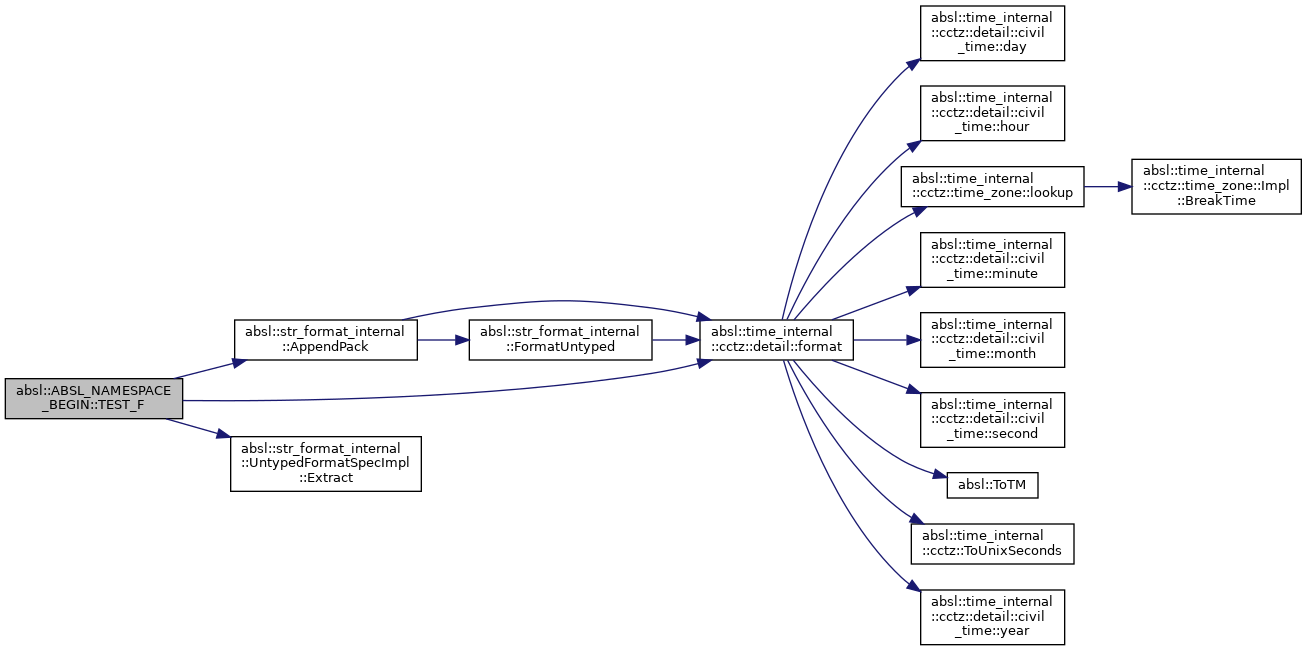 absl::ABSL_NAMESPACE
_BEGIN::TEST_F
absl::str_format_internal
::AppendPack
absl::str_format_internal
::UntypedFormatSpecImpl
::Extract
absl::str_format_internal
::FormatUntyped
absl::time_internal
::cctz::detail::format
absl::time_internal
::cctz::detail::civil
_time::day
absl::time_internal
::cctz::detail::civil
_time::hour
absl::time_internal
::cctz::time_zone::lookup
absl::time_internal
::cctz::time_zone::Impl
::BreakTime
absl::time_internal
::cctz::detail::civil
_time::minute
absl::time_internal
::cctz::detail::civil
_time::month
absl::time_internal
::cctz::detail::civil
_time::second
absl::ToTM
absl::time_internal
::cctz::ToUnixSeconds
absl::time_internal
::cctz::detail::civil
_time::year